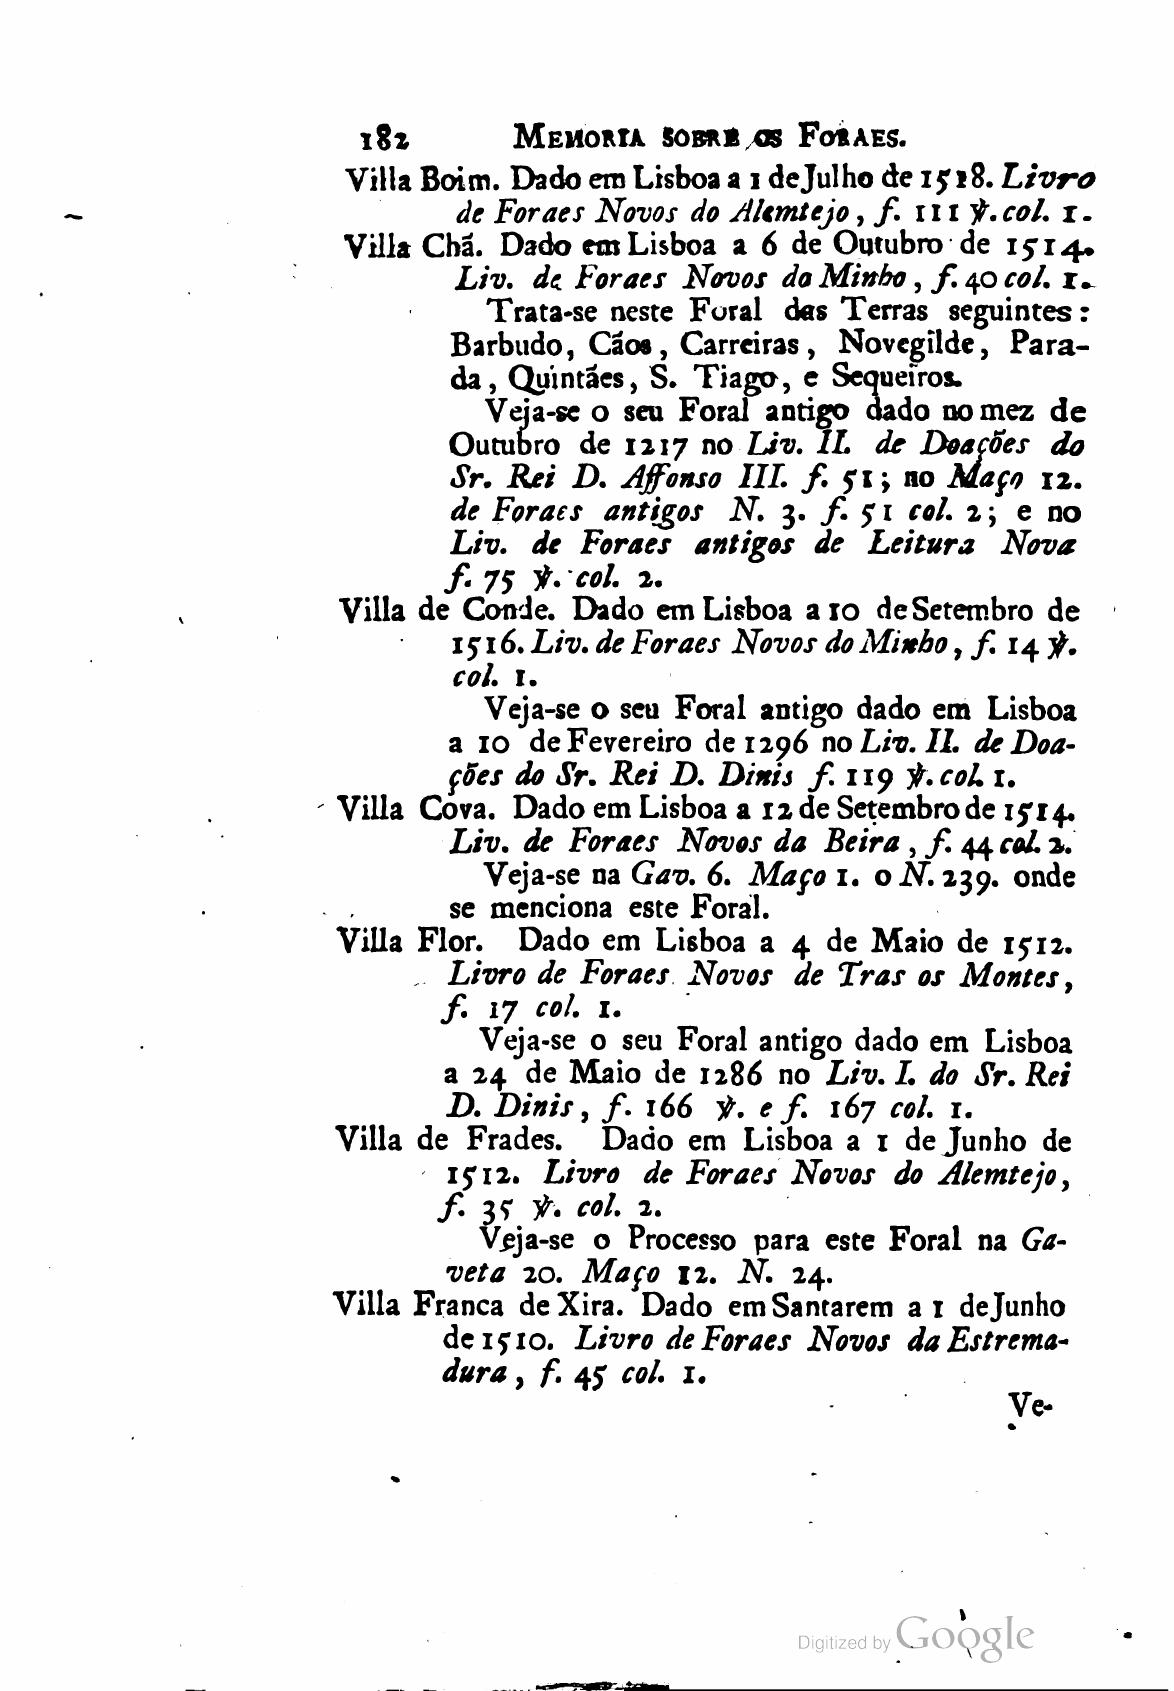 182 MEMORIA SOBRE OS FORAES.
Villa Boim. Dado em Lisboa a 1 de Julho de 1518. Livro
de Foraes Novos do Alemtejo, f. 111 ℣. col. 1.
Villa Chã. Dado em Lisboa a 6 de Outubro de 1514.
Liv. de Foraes Novos do Minho, f. 40 col. 1.
Trata-se neste Foral das Terras seguintes:
Barbudo, Cãos, Carreiras, Novegilde, Para-
da, Quintães, S. Tiago, e Sequeiros.
Veja-se o seu Foral antigo dado no mez de
Outubro de 1217 no Liv. II. de Doações do
Sr. Rei D. Affonso III. f. 51; no Maço 12.
de Foraes antigos N. 3. f. 51 col. 2; e no
Liv. de Foraes antigos de Leitura Nova
f. 75 ℣. col. 2.
Villa de Conde. Dado em Lisboa a 10 de Setembro de
1516. Liv. de Foraes Novos do Minho, f. 14 ℣.
col. 1.
Veja-se o seu Foral antigo dado em Lisboa
a 10 de Fevereiro de 1296 no Liv. II. de Doa-
ções do Sr. Rei D. Dinis f. 119 ℣. col. 1.
Villa Cova. Dado em Lisboa a 12 de Setembro de 1514.
Liv. de Foraes Novos da Beira, f. 44 col. 2.
Veja-se na Gav. 6. Maço 1. o N. 239. onde
se menciona este Foral.
Villa Flor. Dado em Lisboa a 4 de Maio de 1512.
Livro de Foraes Novos de Tras os Montes,
f. 17 col. 1.
Veja-se o seu Foral antigo dado em Lisboa
a 24 de Maio de 1286 no Liv. I. do Sr. Rei
D. Dinis, f. 166 ℣. e f. 167 col. 1.
Villa de Frades. Dado em Lisboa a 1 de Junho de
1512. Livro de Foraes Novos do Alemtejo,
f. 35 ℣. col. 2.
Veja-se o Processo para este Foral na Ga-
veta 20. Maço 12. N. 24.
Villa Franca de Xira. Dado em Santarem a 1 de Junho
de 1510. Livro de Foraes Novos da Estrema-
dura, f. 45 col. 1.
Ve-
Digitized by Google